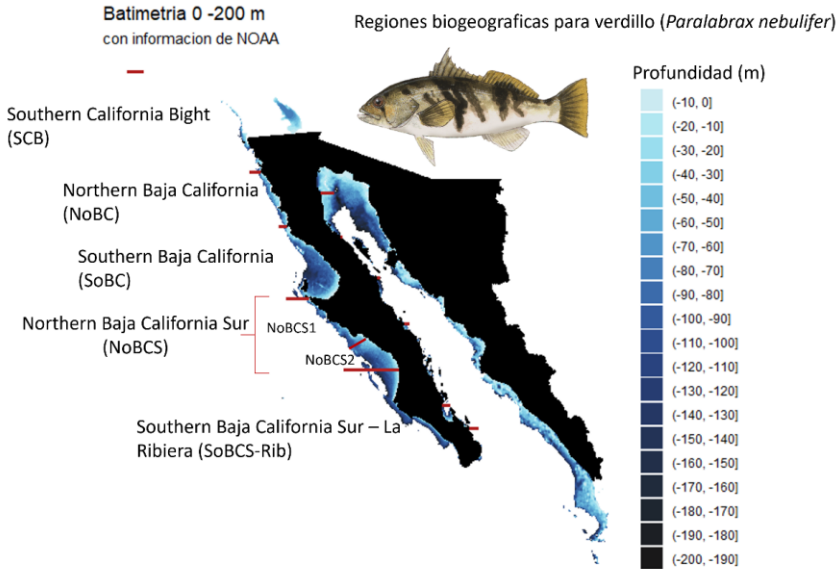 Batimetria 0 -200 m
con informacion de NOAA
Regiones biogeograficas para verdillo (Paralabrax nebulifer)
Profundidad (m)
Southern California Bight
(SCB)
Northern Baja California
(NoBC)
Southern Baja California
(SoBC)
Northern Baja California Sur
(NoBCS)
NoBCS1
NoBCS2
Southern Baja California Sur – La
Ribiera (SoBCS-Rib)
(-10, 0]
(-20, -10]
(-30, -20]
(-40, -30]
(-50, -40]
(-60, -50]
(-70, -60]
(-80, -70]
(-90, -80]
(-100, -90]
(-110, -100]
(-120, -110]
(-130, -120]
(-140, -130]
(-150, -140]
(-160, -150]
(-170, -160]
(-180, -170]
(-190, -180]
(-200, -190]